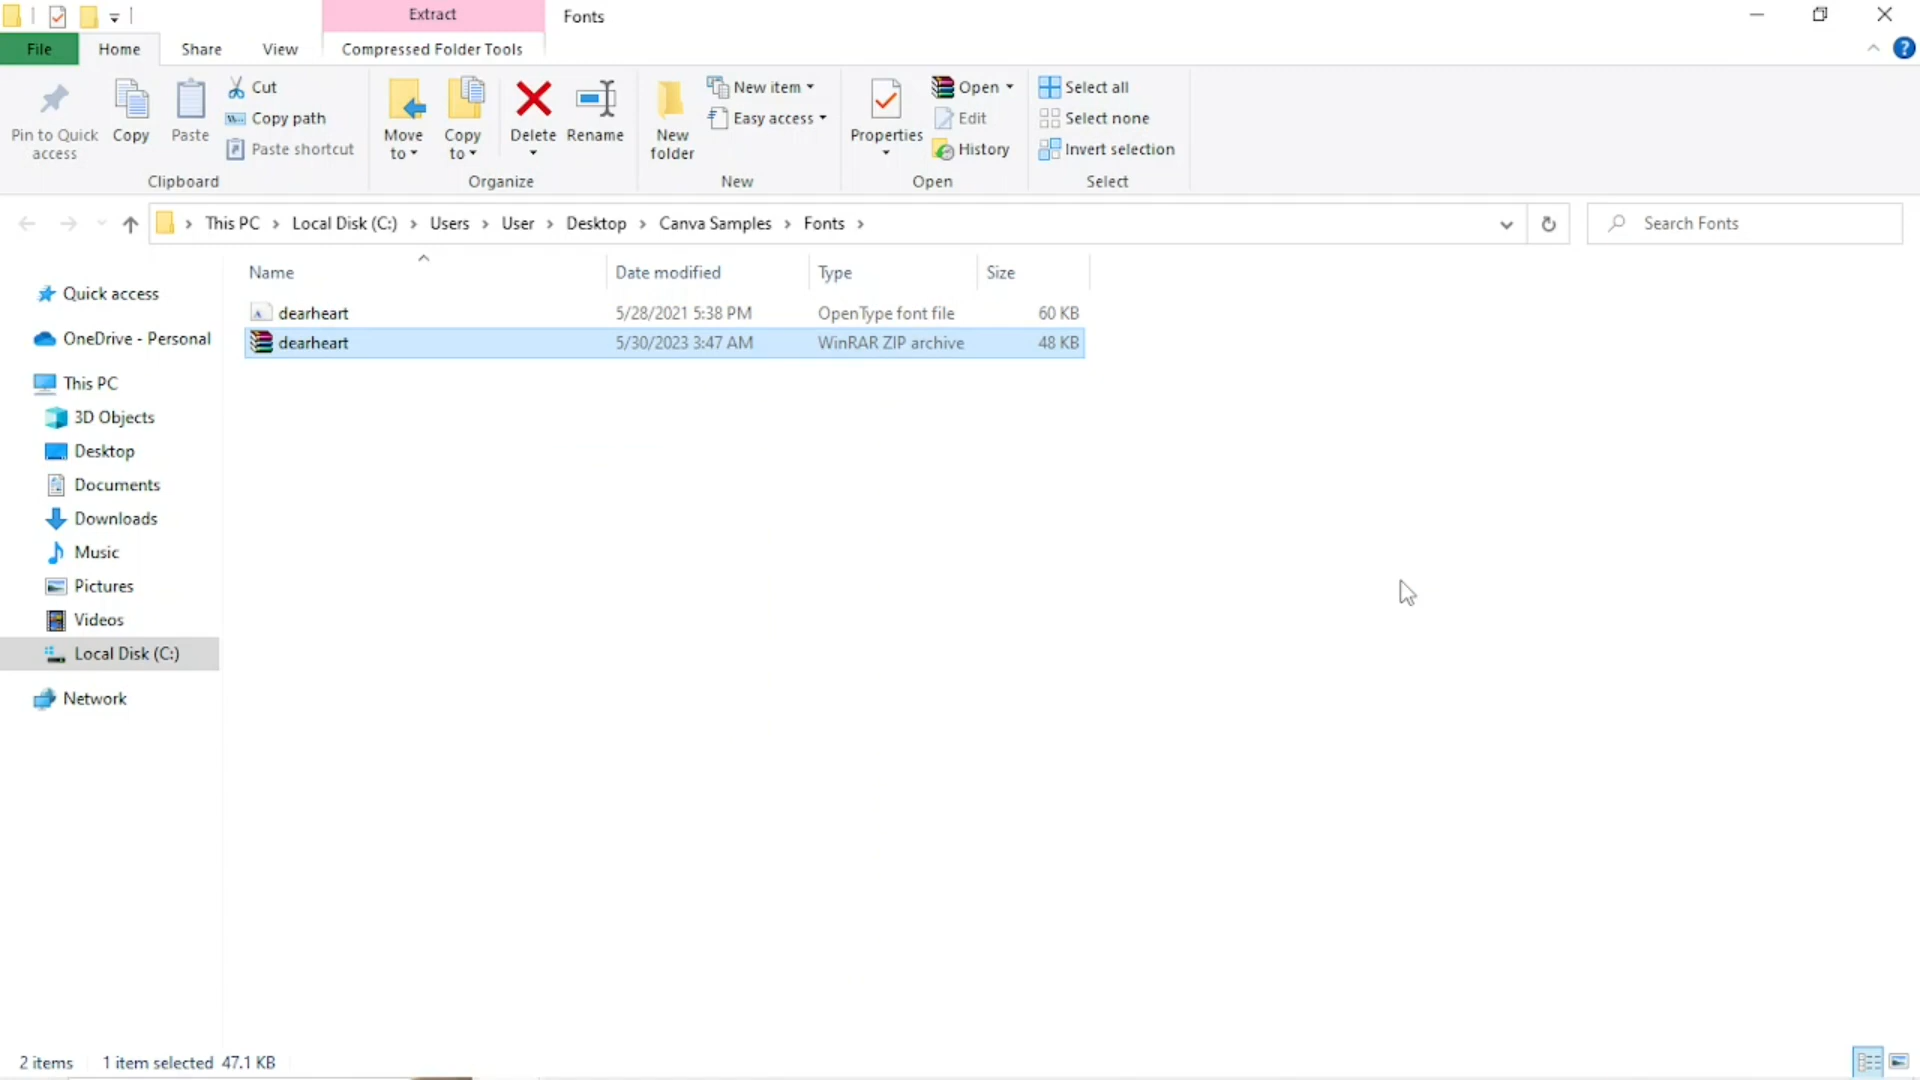 Extract
Fonts
File
Home
Share
View
Compressed Folder Tools
Pin to Quick
access
Copy
Paste
Cut
Copy path
Paste shortcut
Clipboard
Move
to
Copy
to
Delete
Rename
Organize
New
folder
New item
Easy access
New
Properties
Open
Edit
History
Open
Select all
Select none
Invert selection
Select
This PC > Local Disk (C:) > Users > User > Desktop > Canva Samples > Fonts >
Search Fonts
Name Date modified Type Size
dearheart 5/28/2021 5:38 PM OpenType font file 60 KB
dearheart 5/30/2023 3:47 AM WinRAR ZIP archive 48 KB
Quick access
OneDrive - Personal
This PC
3D Objects
Desktop
Documents
Downloads
Music
Pictures
Videos
Local Disk (C:)
Network
2 items 1 item selected 47.1 KB